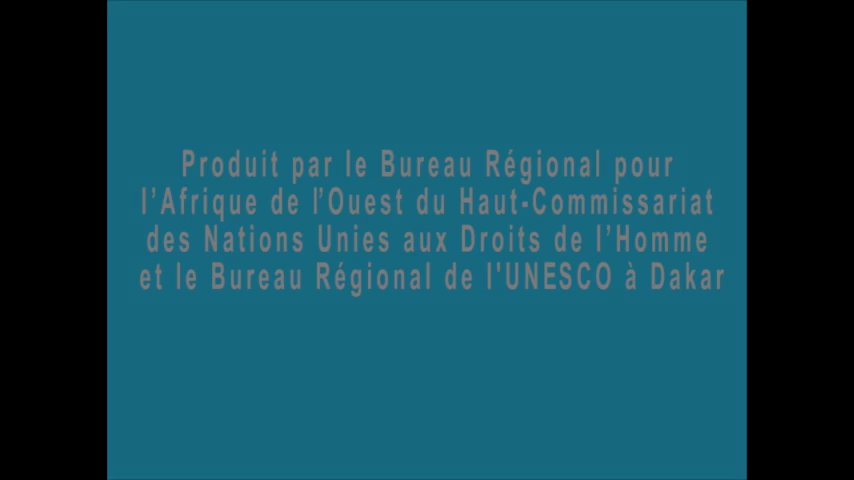 Produit par le Bureau Régional pour
l’Afrique de l’Ouest du Haut-Commissariat
des Nations Unies aux Droits de l’Homme
et le Bureau Régional de l'UNESCO à Dakar